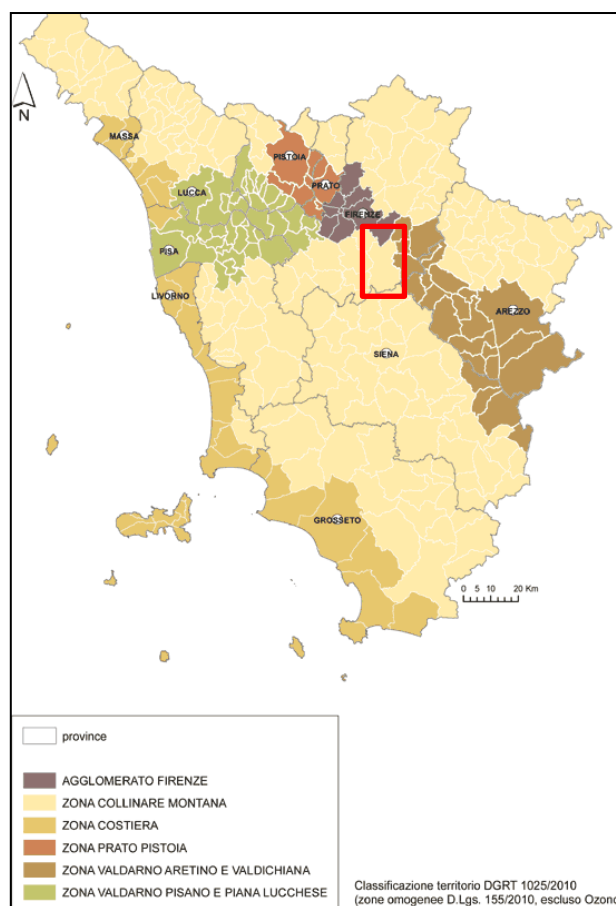 N
MASSA
PISTOIA
PRATO
LUCCA
FIRENZE
PISA
LIVORNO
AREZZO
SIENA
GROSSETO
0 5 10 20 Km
province
AGGLOMERATO FIRENZE
ZONA COLLINARE MONTANA
ZONA COSTIERA
ZONA PRATO PISTOIA
ZONA VALDARNO ARETINO E VALDICHIANA
ZONA VALDARNO PISANO E PIANA LUCCHESE
Classificazione territorio DGRT 1025/2010
(zone omogenee D.Lgs. 155/2010, escluso Ozon